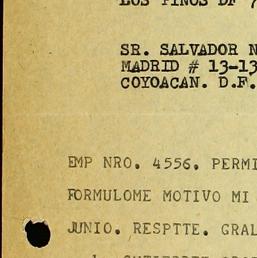 LOS PINOS DF
SR. SALVADOR N
MADRID # 13-13
COYOACAN. D.F.
EMP NRO. 4556. PERMI
FORMULOME MOTIVO MI
JUNIO. RESPTTE. GRAL